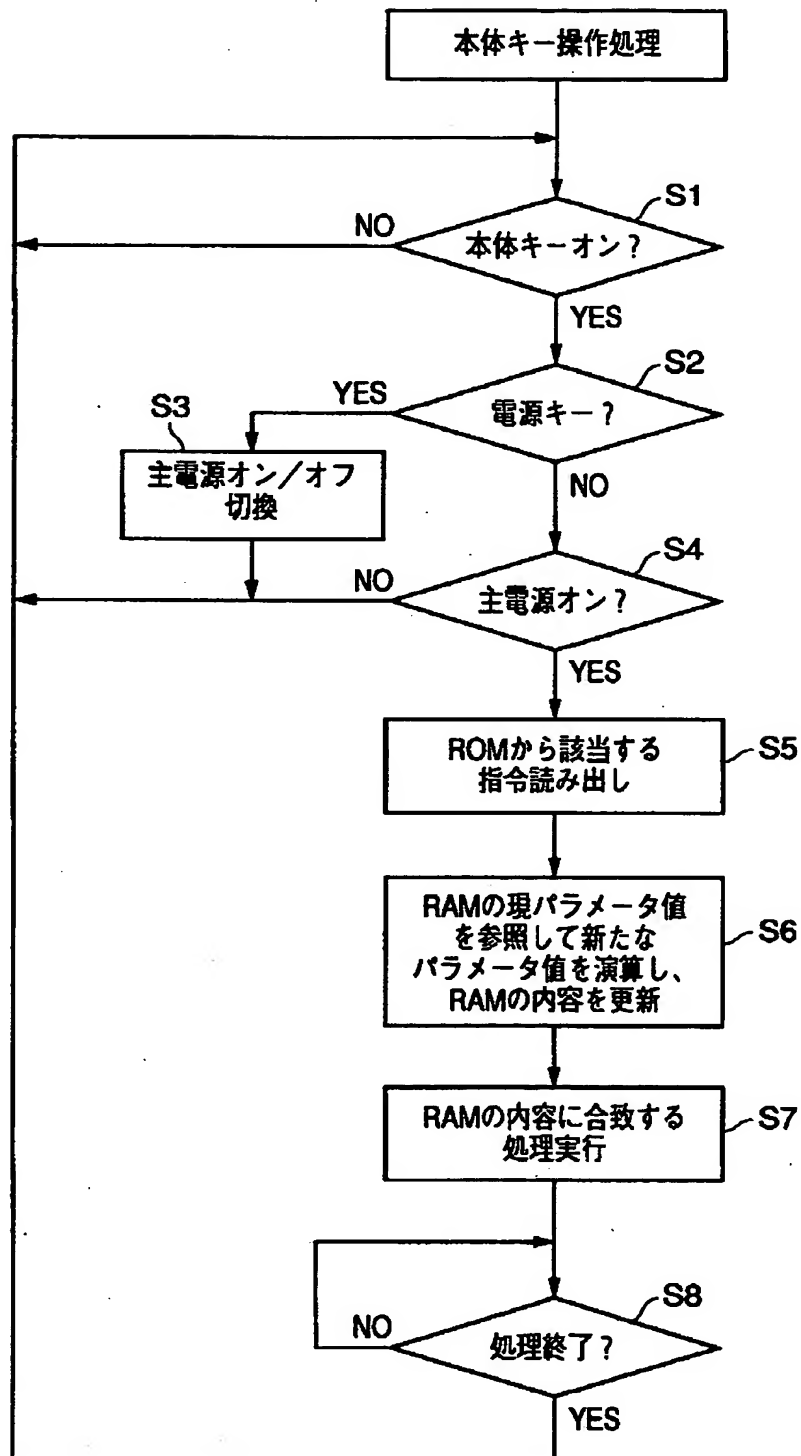 本体キー操作処理
S1
NO
本体キーオン？
YES
S2
YES
電源キー？
S3
主電源オン／オフ
切換
NO
S4
NO
主電源オン？
YES
ROMから該当する
指令読み出し
S5
RAMの現パラメータ値
を参照して新たな
パラメータ値を演算し、
RAMの内容を更新
S6
RAMの内容に合致する
処理実行
S7
S8
NO
処理終了？
YES